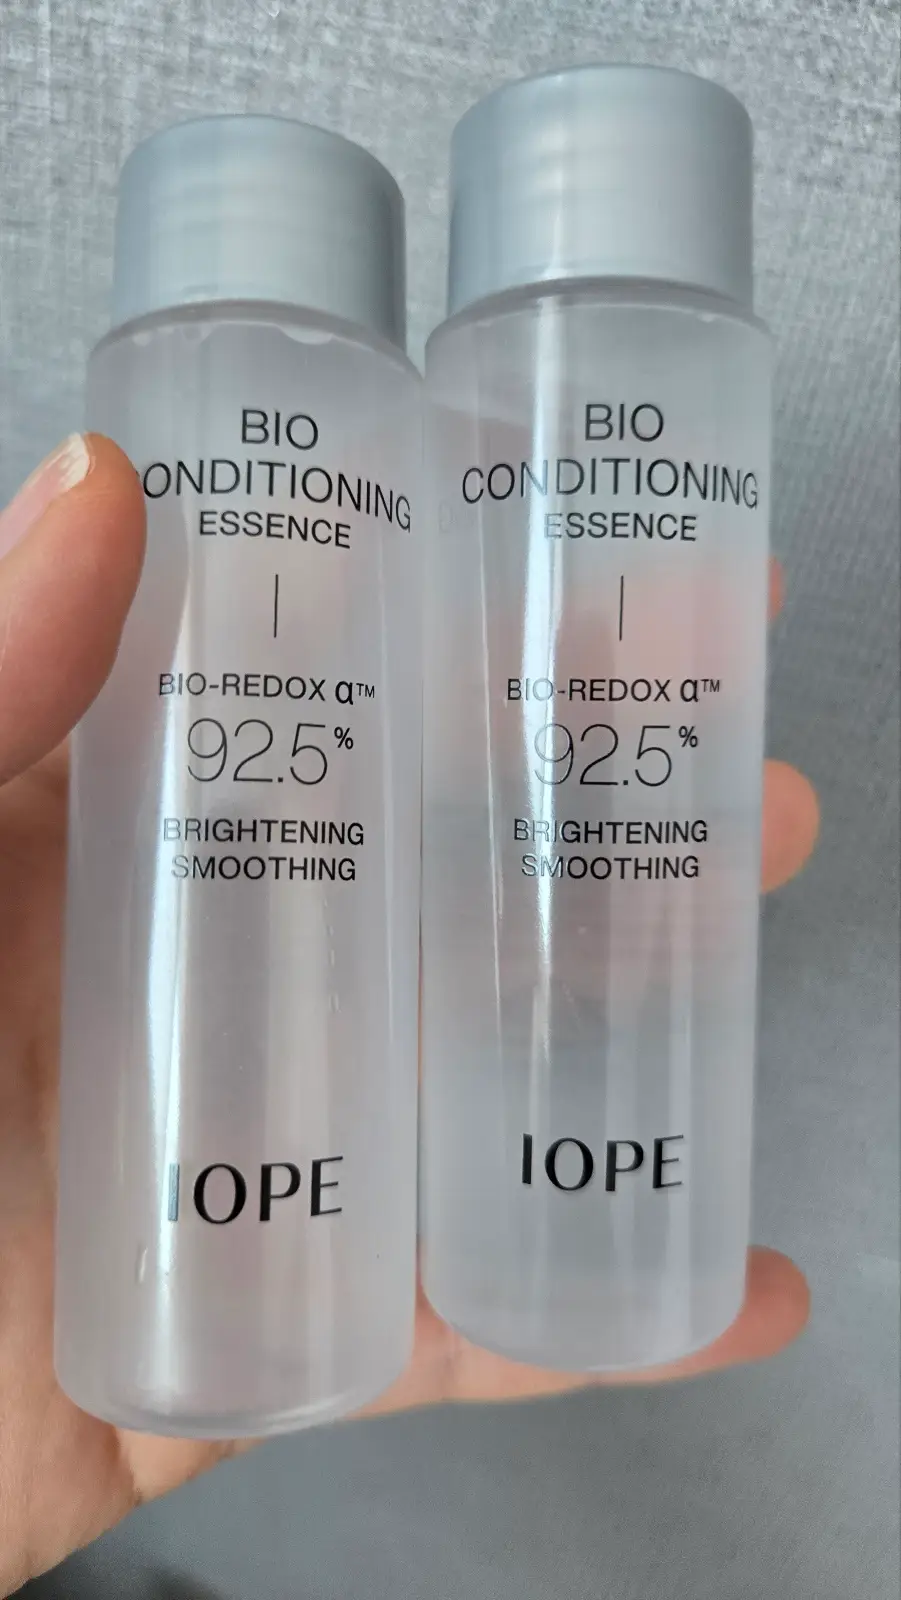 BIO
CONDITIONING
ESSENCE
BIO-REDOX α™
92.5%
BRIGHTENING
SMOOTHING
IOPE
BIO
CONDITIONING
ESSENCE
BIO-REDOX α™
92.5%
BRIGHTENING
SMOOTHING
IOPE